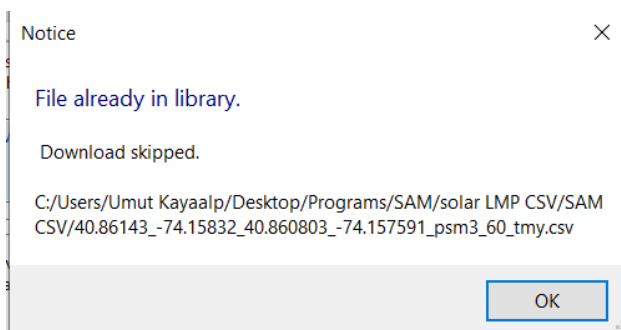 Notice
File already in library.
Download skipped.
C:/Users/Umut Kayaalp/Desktop/Programs/SAM/solar LMP CSV/SAM
CSV/40.86143_-74.15832_40.860803_-74.157591_psm3_60_tmy.csv
OK